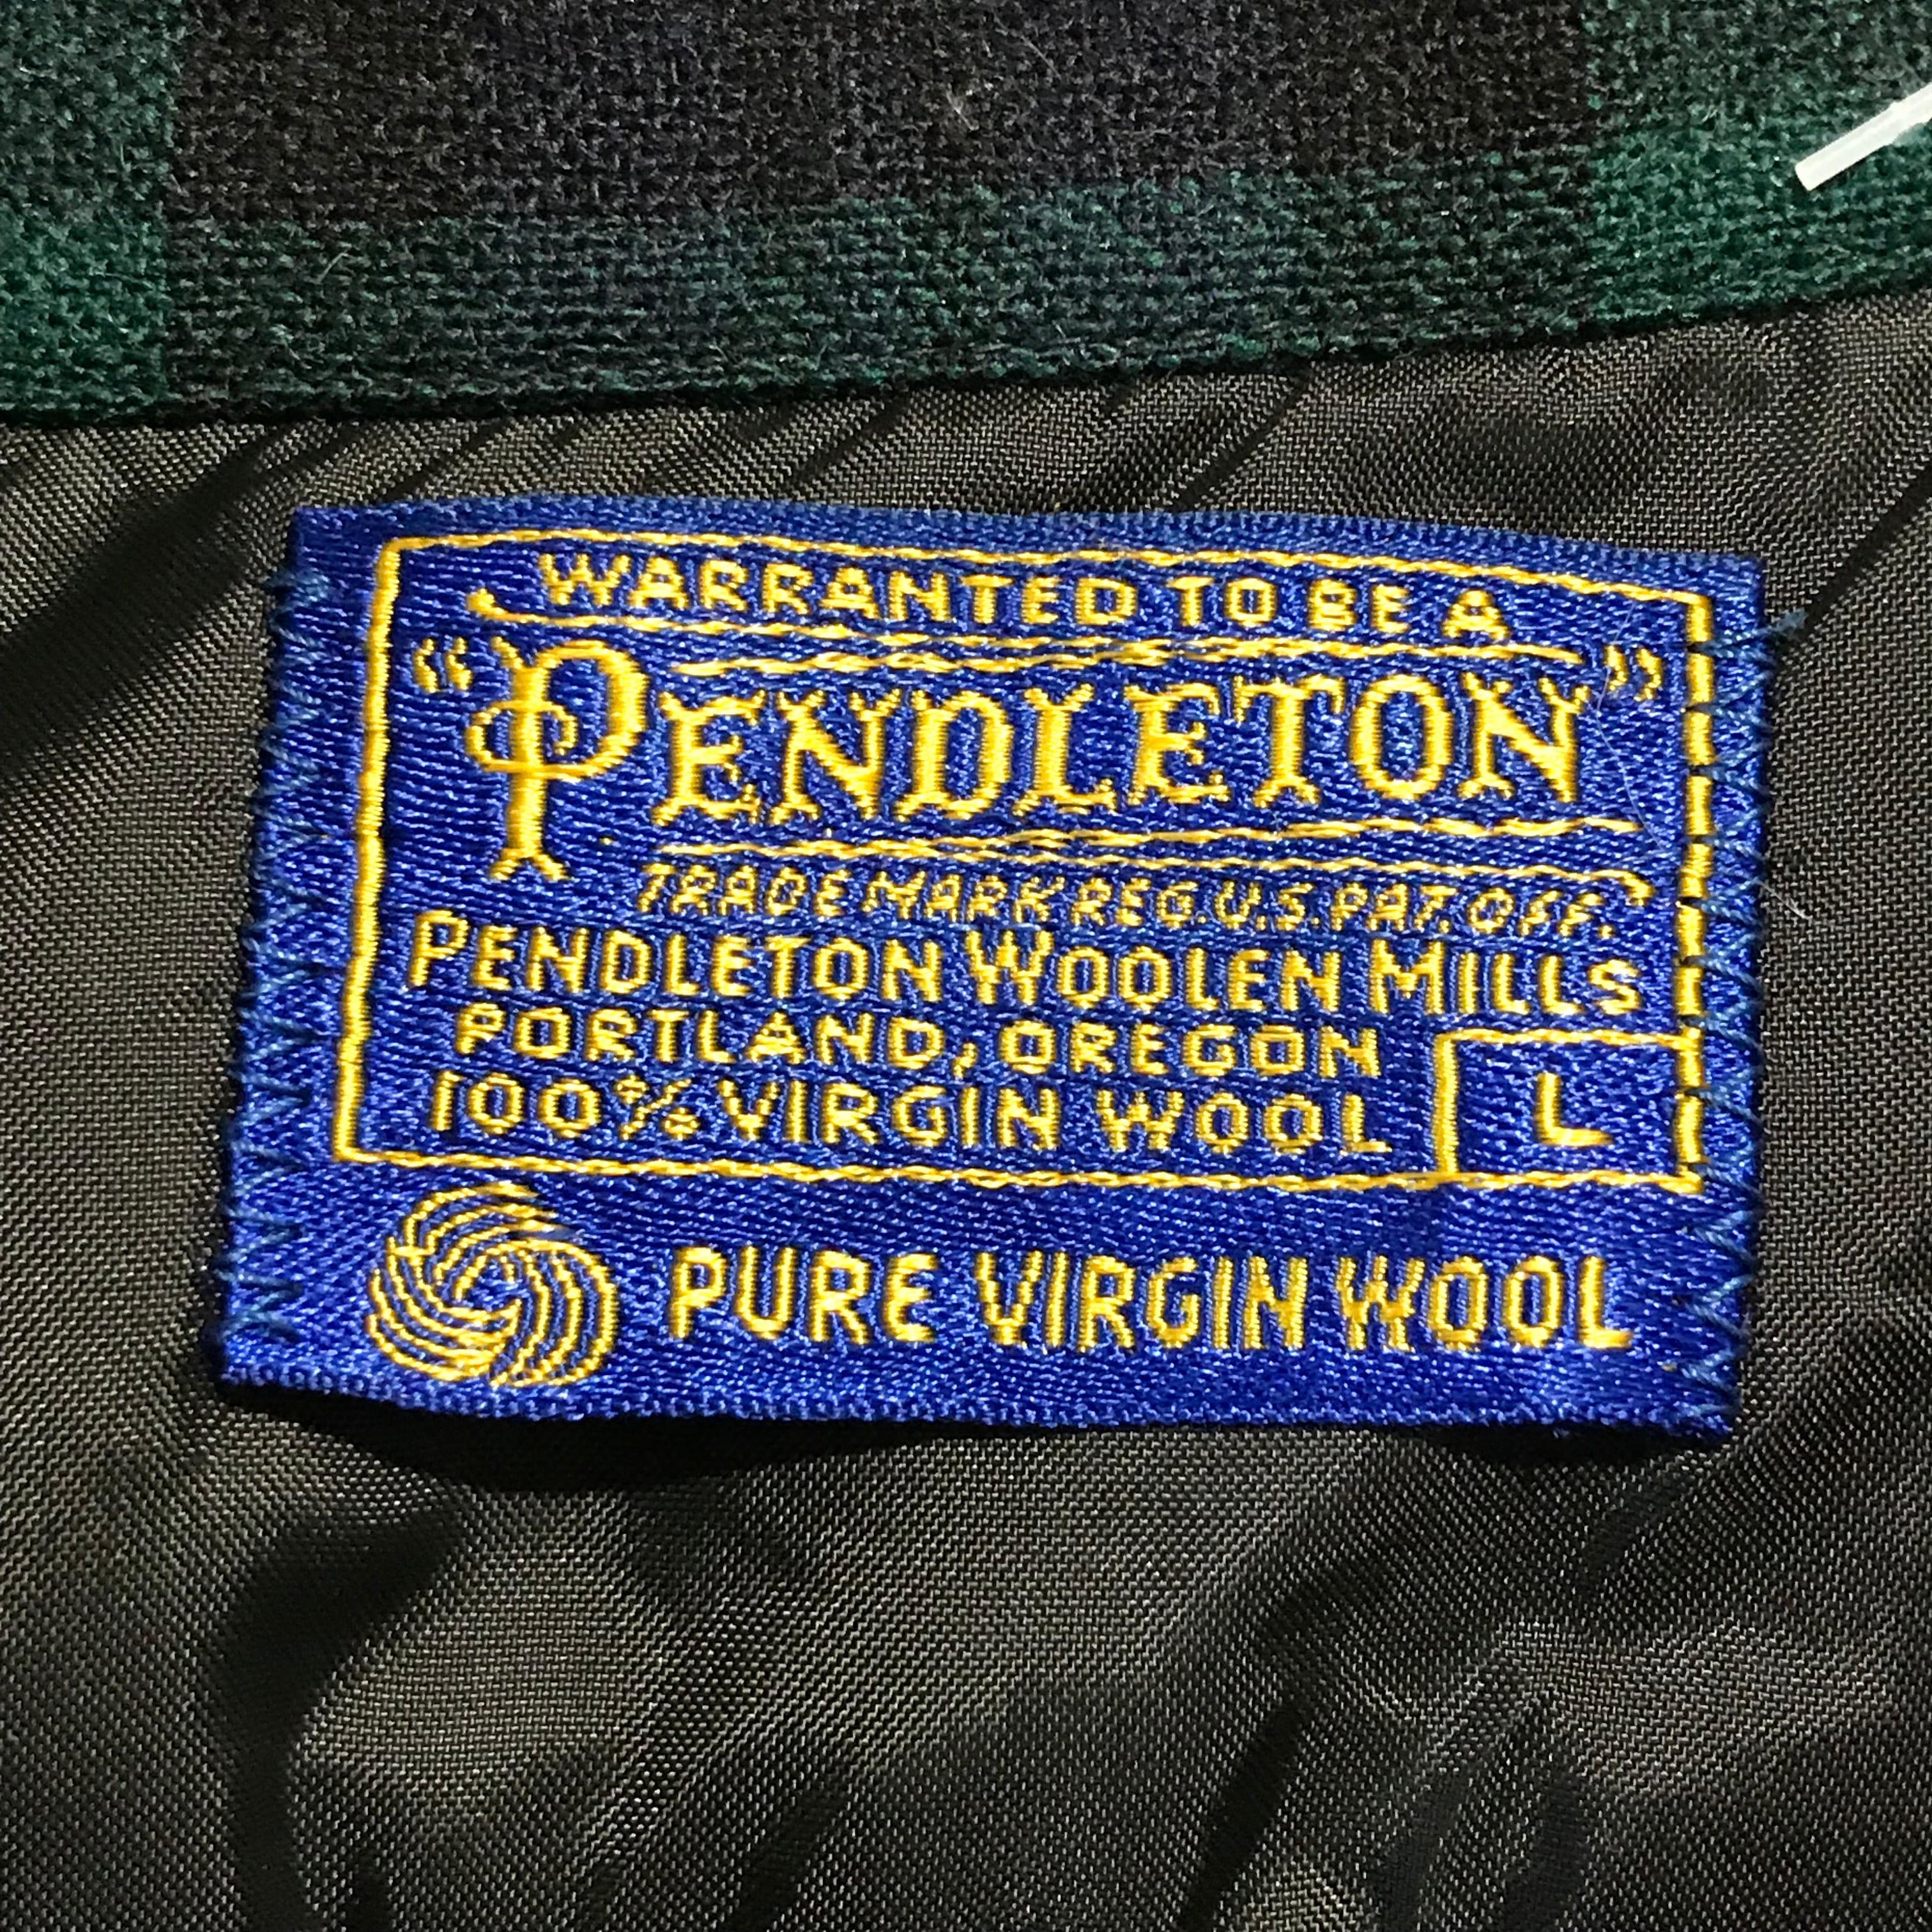 WARRANTED TO BE A
"PENDLETON"
TRADE MARK REG. U.S. PAT. OFF.
PENDLETON WOOLEN MILLS
PORTLAND, OREGON
100% VIRGIN WOOL
L
PURE VIRGIN WOOL